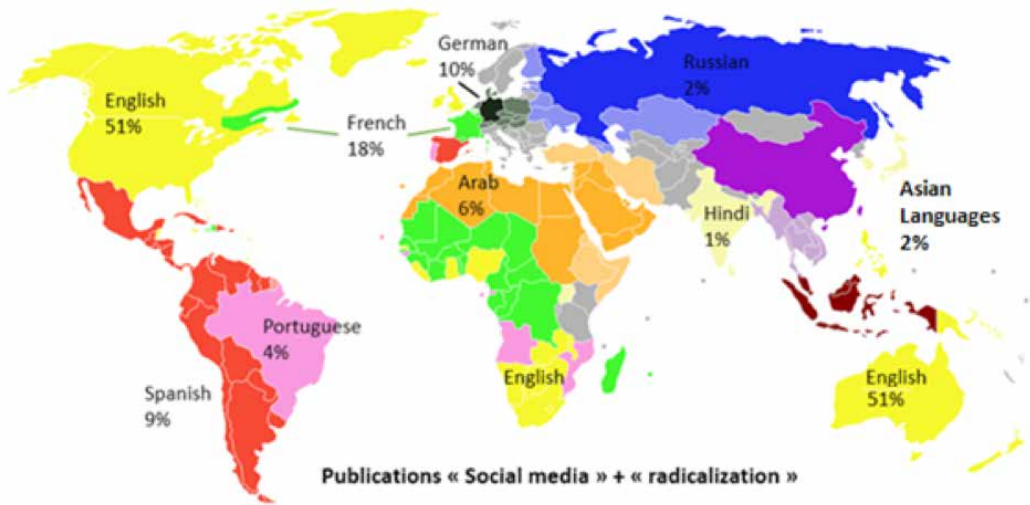 German
10%
Russian
2%
English
51%
French
18%
Arab
6%
Hindi
1%
Asian
Languages
2%
Portuguese
4%
Spanish
9%
English
English
51%
Publications « Social media » + « radicalization »